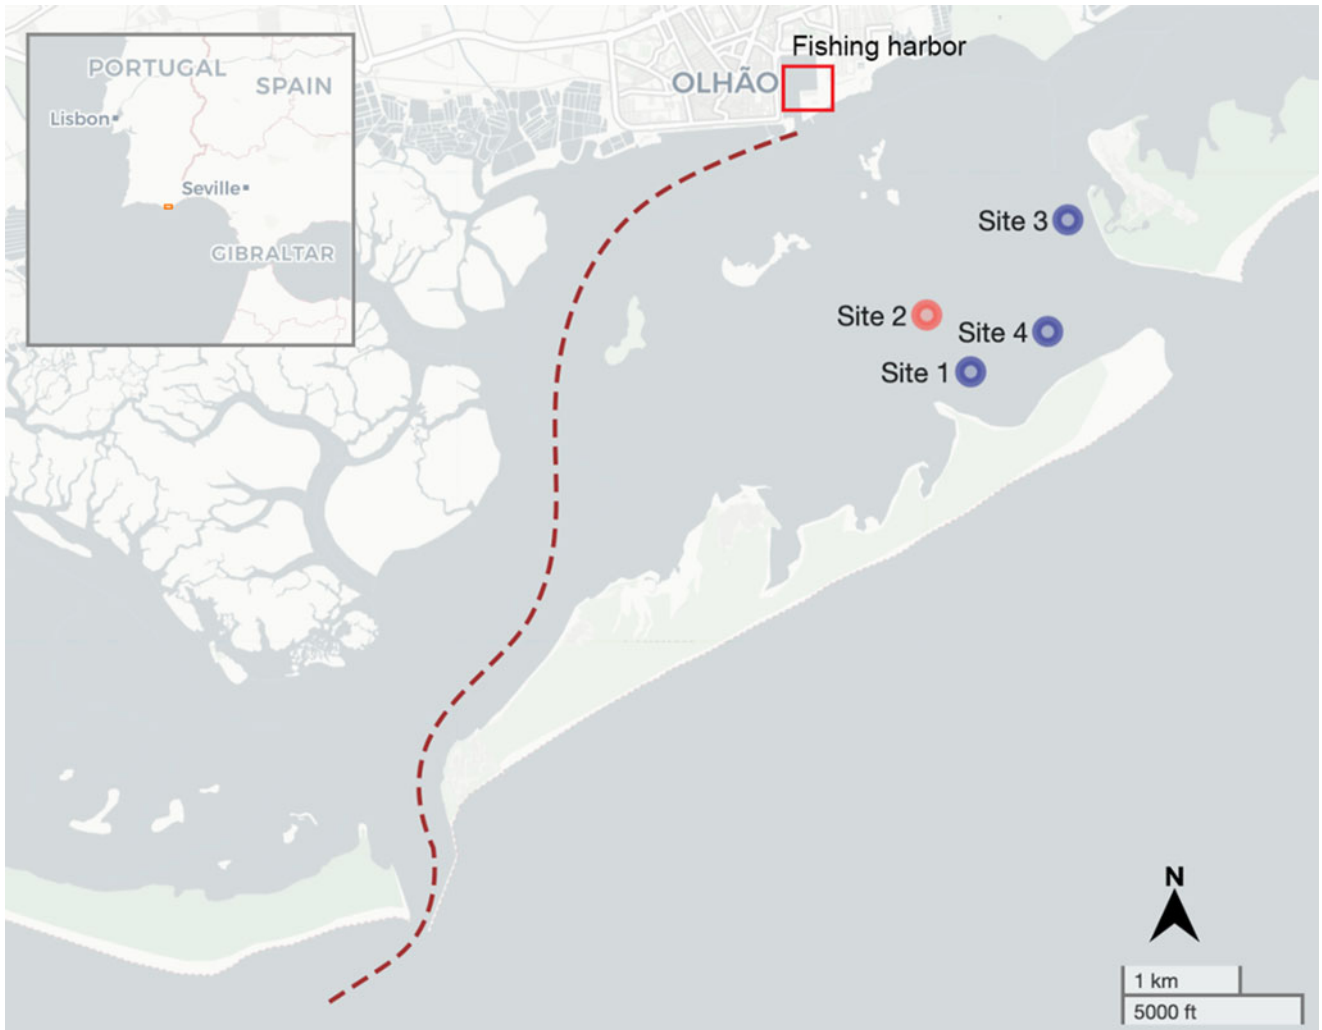 Fishing harbor
OLHÃO
PORTUGAL
SPAIN
Lisbon
Seville
GIBRALTAR
Site 3
Site 2
Site 4
Site 1
N
1 km
5000 ft